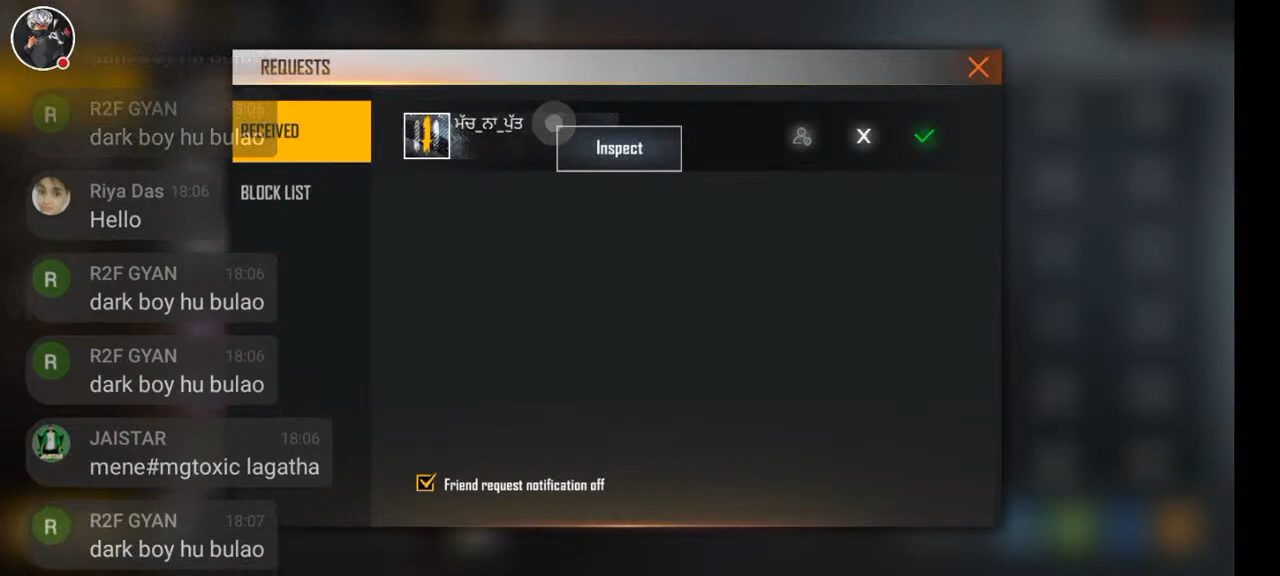 REQUESTS
RECEIVED
BLOCK LIST
ਮੱਚ_ਨਾ_ਪੁੱਤ
Inspect
X
Friend request notification off
R2F GYAN 18:06
dark boy hu bulao
Riya Das 18:06
Hello
R2F GYAN 18:06
dark boy hu bulao
R2F GYAN 18:06
dark boy hu bulao
JAISTAR 18:06
mene#mgtoxic lagatha
R2F GYAN 18:07
dark boy hu bulao